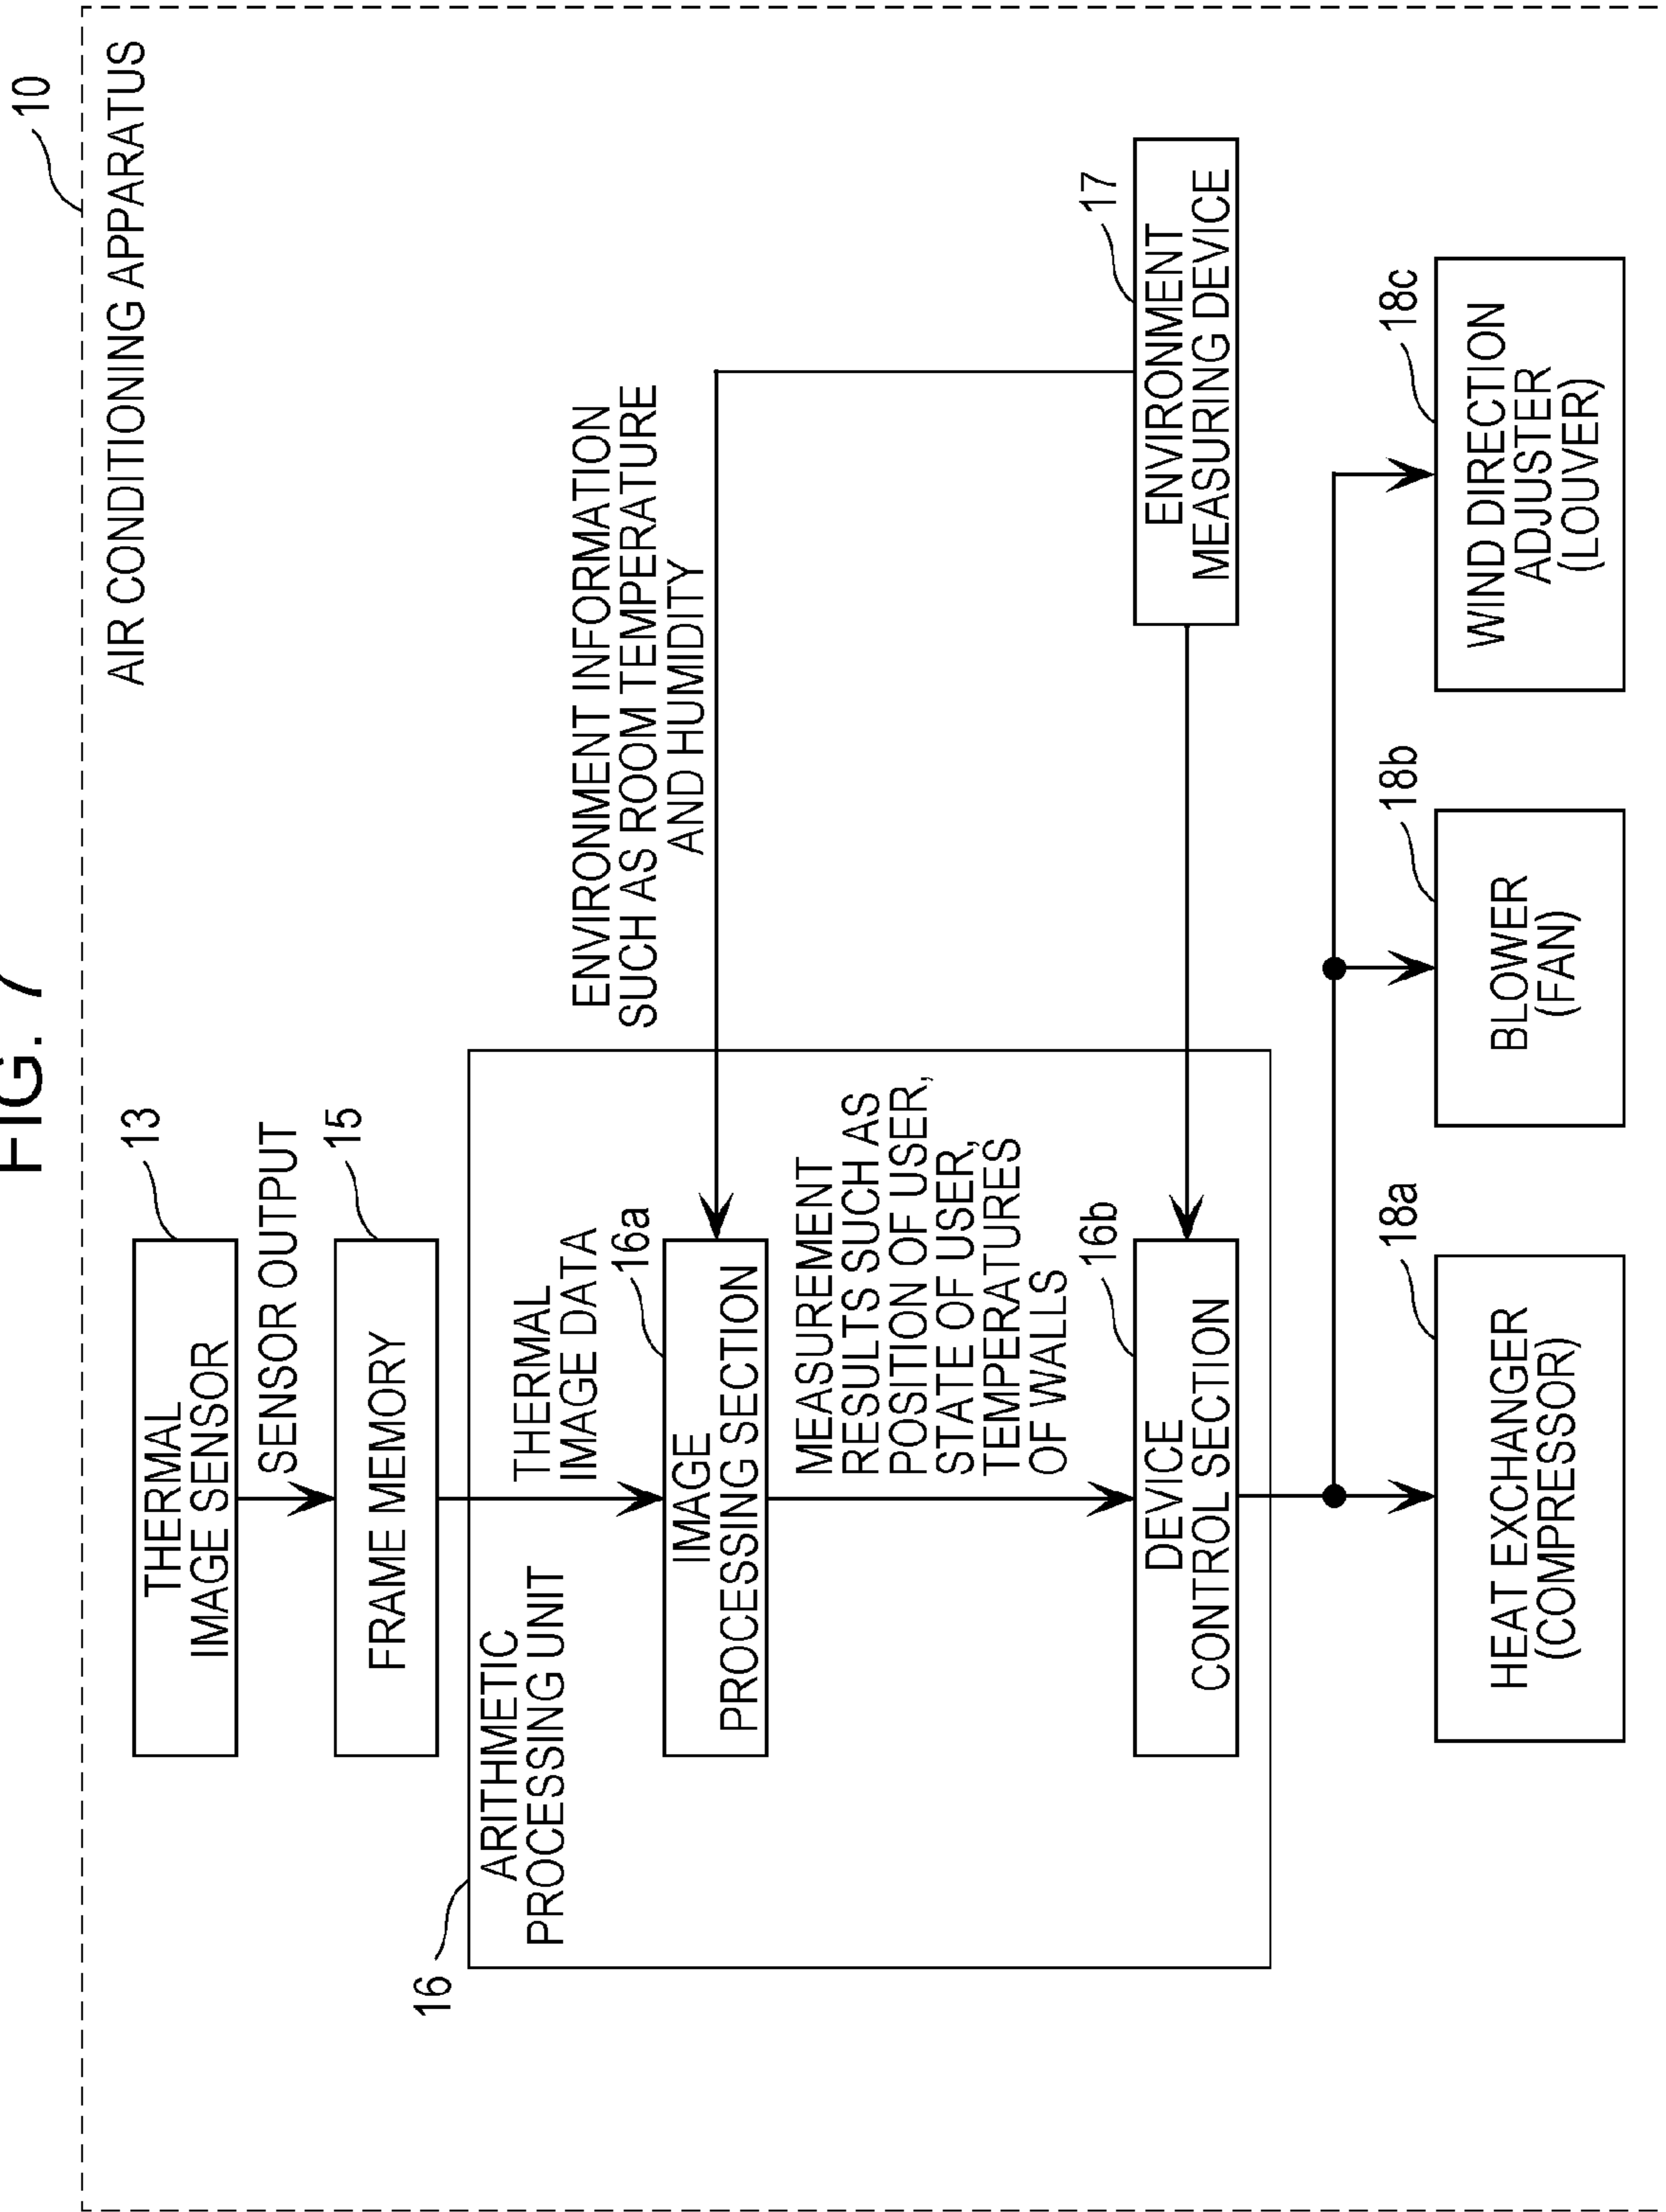 FIG. 7
10
AIR CONDITIONING APPARATUS
THERMAL
IMAGE SENSOR
13
SENSOR OUTPUT
FRAME MEMORY
15
16
ARITHMETIC
PROCESSING UNIT
THERMAL
IMAGE DATA
16a
IMAGE
PROCESSING SECTION
ENVIRONMENT INFORMATION
SUCH AS ROOM TEMPERATURE
AND HUMIDITY
MEASUREMENT
RESULTS SUCH AS
POSITION OF USER,
STATE OF USER,
TEMPERATURES
OF WALLS
16b
DEVICE
CONTROL SECTION
17
ENVIRONMENT
MEASURING DEVICE
18a
HEAT EXCHANGER
(COMPRESSOR)
18b
BLOWER
(FAN)
18c
WIND DIRECTION
ADJUSTER
(LOUVER)